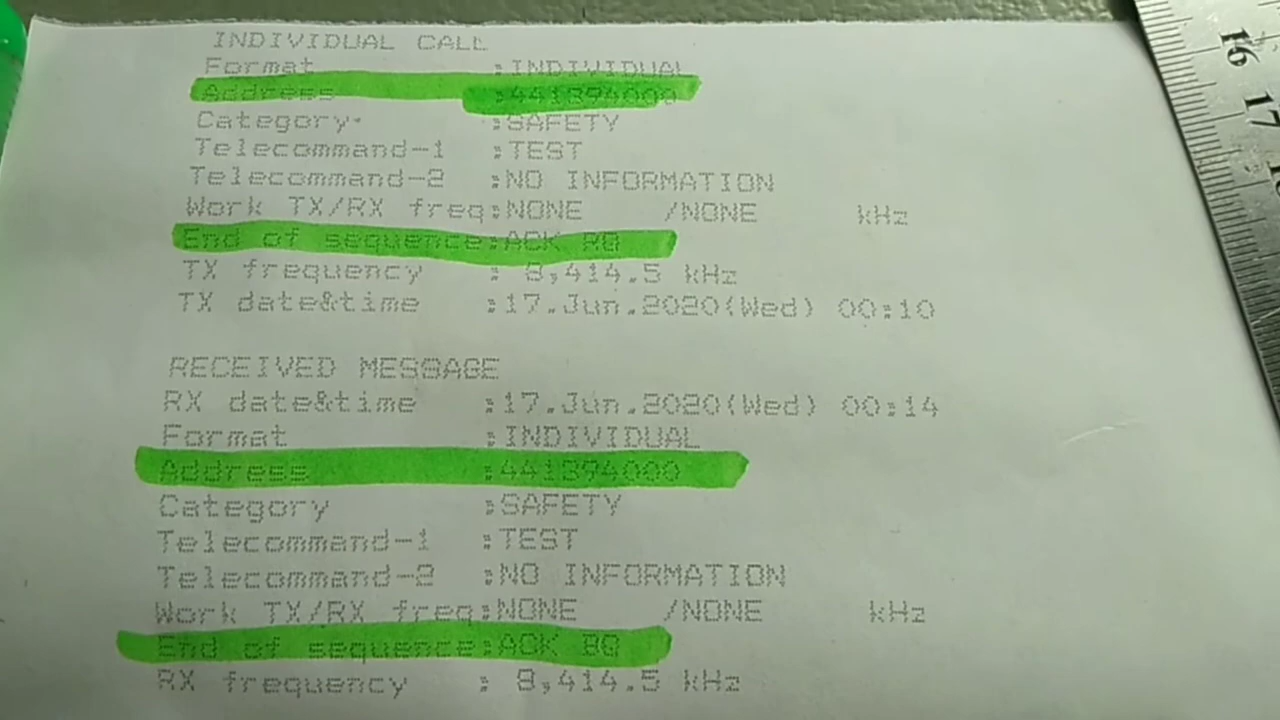 INDIVIDUAL CALL
Format :INDIVIDUAL
Address :441394000
Category :SAFETY
Telecommand-1 :TEST
Telecommand-2 :NO INFORMATION
Work TX/RX freq:NONE /NONE kHz
End of sequence:ACK RQ
TX frequency : 8,414.5 kHz
TX date&time :17.Jun.2020(Wed) 00:10
RECEIVED MESSAGE
RX date&time :17.Jun.2020(Wed) 00:14
Format :INDIVIDUAL
Address :441394000
Category :SAFETY
Telecommand-1 :TEST
Telecommand-2 :NO INFORMATION
Work TX/RX freq:NONE /NONE kHz
End of sequence:ACK BQ
RX frequency : 8,414.5 kHz
16
17